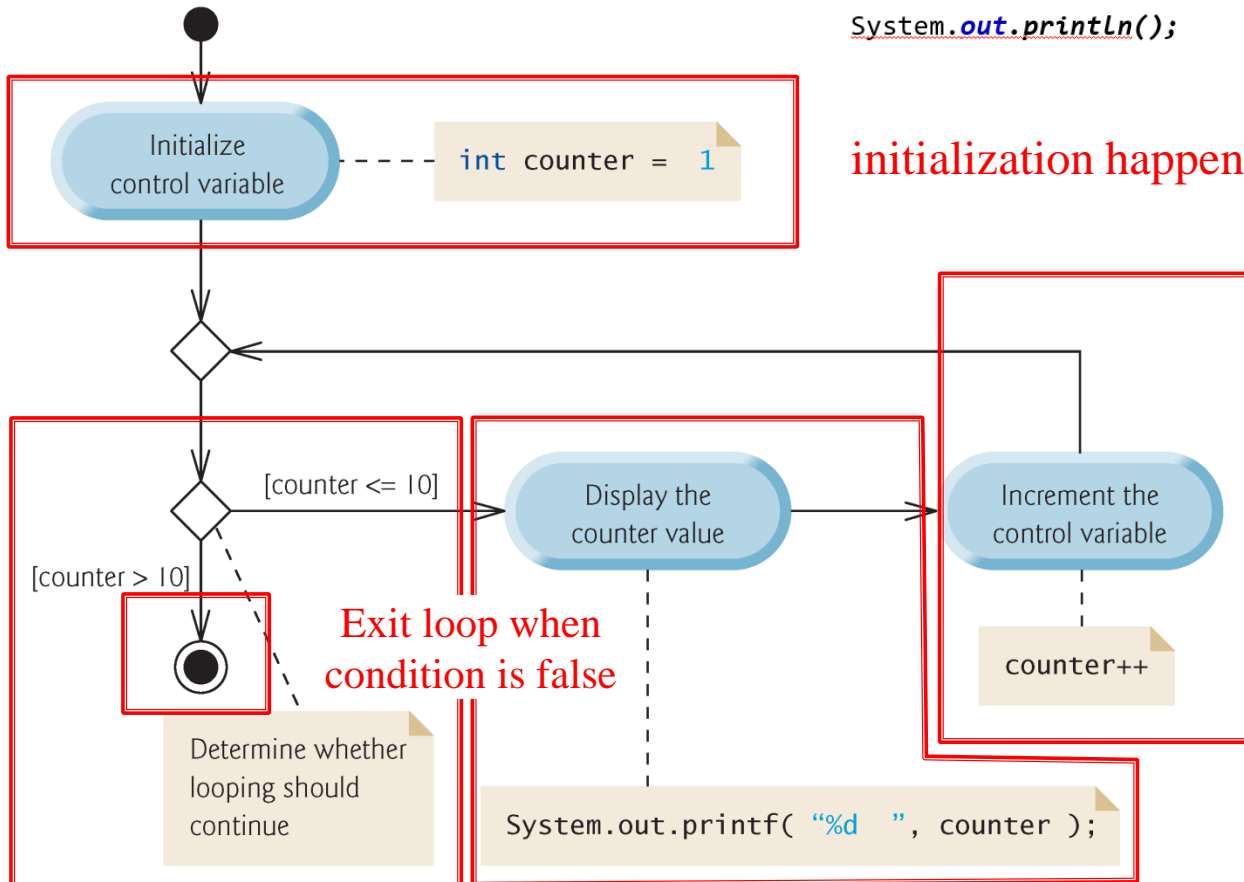 System.out.println();
Initialize
control variable
int counter = 1
initialization happen
[counter <= 10]
Display the
counter value
Increment the
control variable
[counter > 10]
Exit loop when
condition is false
counter++
Determine whether
looping should
continue
System.out.printf( “%d  ”, counter );